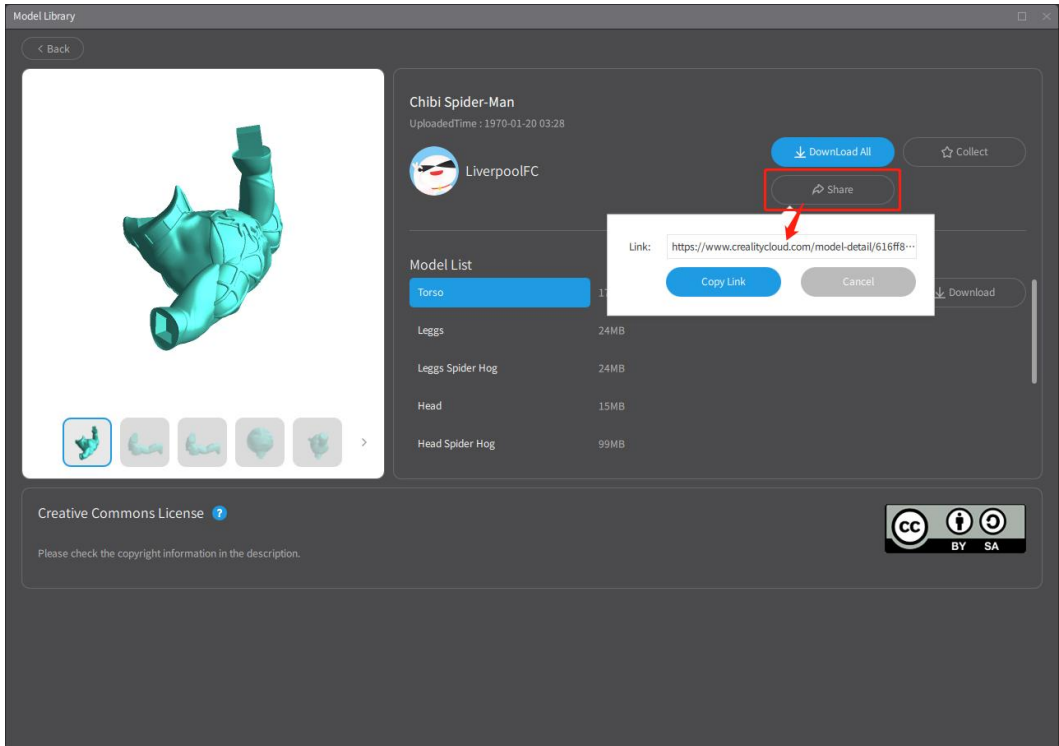 Model Library
< Back
Chibi Spider-Man
UploadedTime : 1970-01-20 03:28
LiverpoolFC
DownLoad All
Collect
Share
Link:
https://www.crealitycloud.com/model-detail/616ff8···
Copy Link
Cancel
Model List
Torso
Download
Leggs
24MB
Leggs Spider Hog
24MB
Head
15MB
Head Spider Hog
99MB
Creative Commons License ?
Please check the copyright information in the description.
cc
BY SA